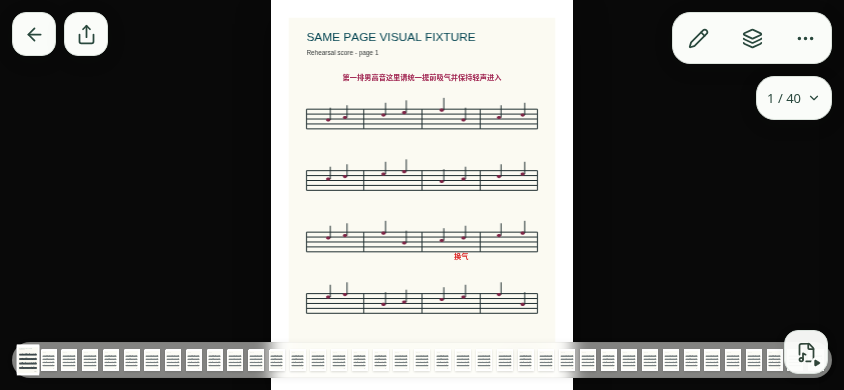 SAME PAGE VISUAL FIXTURE
Rehearsal score - page 1
1 / 40
第一排男高音这里请统一提前吸气并保持轻声进入
换气